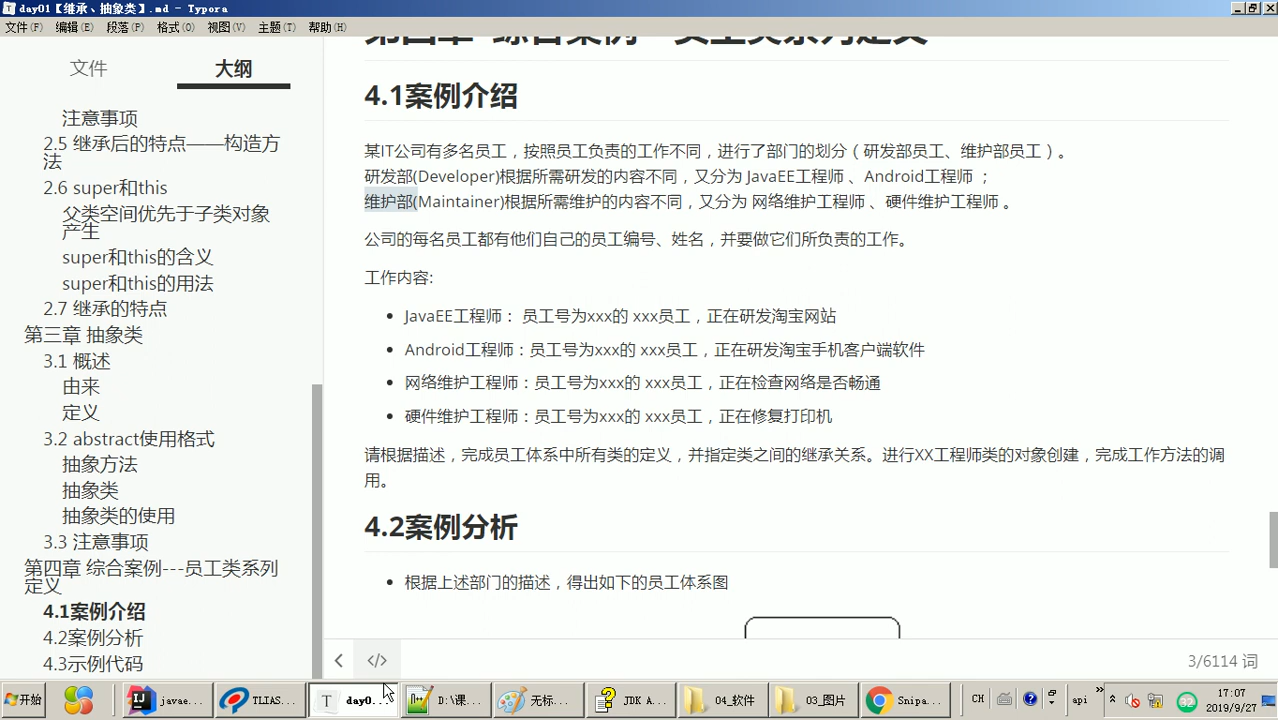 day01【继承、抽象类】.md - Typora
文件(F) 编辑(E) 段落(P) 格式(O) 视图(V) 主题(T) 帮助(H)
文件
大纲
注意事项
2.5 继承后的特点——构造方
法
2.6 super和this
父类空间优先于子类对象
产生
super和this的含义
super和this的用法
2.7 继承的特点
第三章 抽象类
3.1 概述
由来
定义
3.2 abstract使用格式
抽象方法
抽象类
抽象类的使用
3.3 注意事项
第四章 综合案例---员工类系列
定义
4.1案例介绍
4.2案例分析
4.3示例代码
第四章 综合案例---员工类系列定义
4.1案例介绍
某IT公司有多名员工，按照员工负责的工作不同，进行了部门的划分（研发部员工、维护部员工）。
研发部(Developer)根据所需研发的内容不同，又分为 JavaEE工程师 、Android工程师 ；
维护部(Maintainer)根据所需维护的内容不同，又分为 网络维护工程师 、硬件维护工程师 。
公司的每名员工都有他们自己的员工编号、姓名，并要做它们所负责的工作。
工作内容:
JavaEE工程师： 员工号为xxx的 xxx员工，正在研发淘宝网站
Android工程师：员工号为xxx的 xxx员工，正在研发淘宝手机客户端软件
网络维护工程师：员工号为xxx的 xxx员工，正在检查网络是否畅通
硬件维护工程师：员工号为xxx的 xxx员工，正在修复打印机
请根据描述，完成员工体系中所有类的定义，并指定类之间的继承关系。进行XX工程师类的对象创建，完成工作方法的调
用。
4.2案例分析
根据上述部门的描述，得出如下的员工体系图
</> 3/6114 词
开始 javae... TLIAS... day0... D:\课... 无标... JDK A... 04_软件 03_图片 Snipa... CH api 32 17:07
2019/9/27